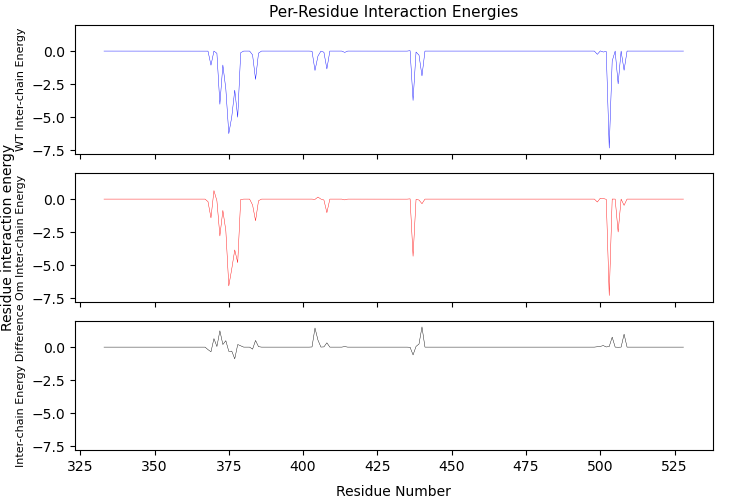 Per-Residue Interaction Energies
WT Inter-chain Energy
0.0
−2.5
−5.0
−7.5
Residue interaction energy
Om Inter-chain Energy
0.0
−2.5
−5.0
−7.5
Inter-chain Energy Difference
0.0
−2.5
−5.0
−7.5
325 350 375 400 425 450 475 500 525
Residue Number